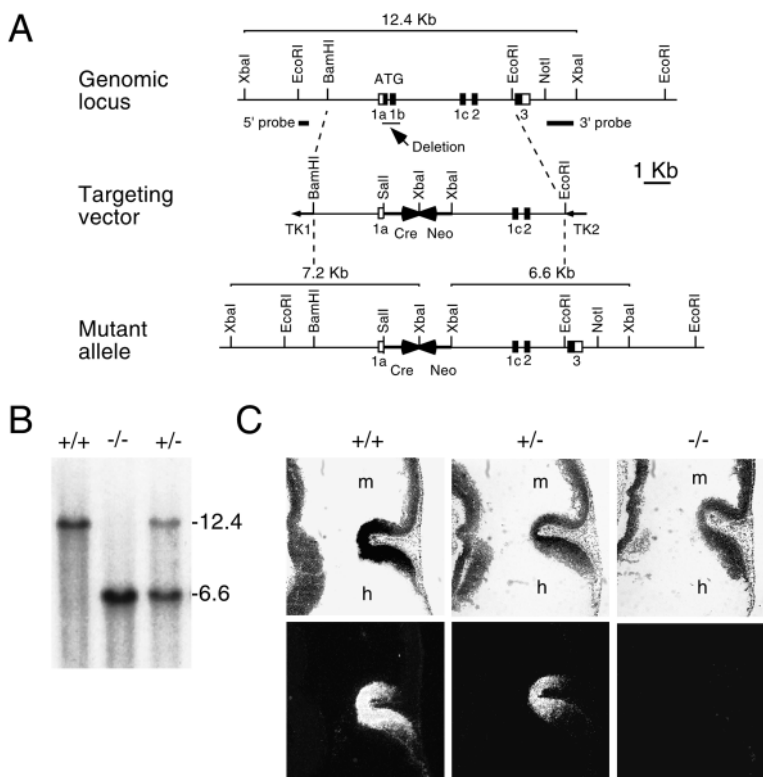 A
12.4 Kb
XbaI EcoRI BamHI EcoRI NotI XbaI EcoRI
Genomic locus
ATG
1a 1b 1c 2 3
5' probe
3' probe
Deletion
1 Kb
BamHI SalI XbaI XbaI EcoRI
Targeting vector
TK1 1a Cre Neo 1c 2 TK2
7.2 Kb 6.6 Kb
XbaI EcoRI BamHI SalI XbaI XbaI EcoRI NotI XbaI EcoRI
Mutant allele
1a Cre Neo 1c 2 3
B
+/+ -/- +/-
-12.4
-6.6
C
+/+ +/- -/-
m m m
h h h